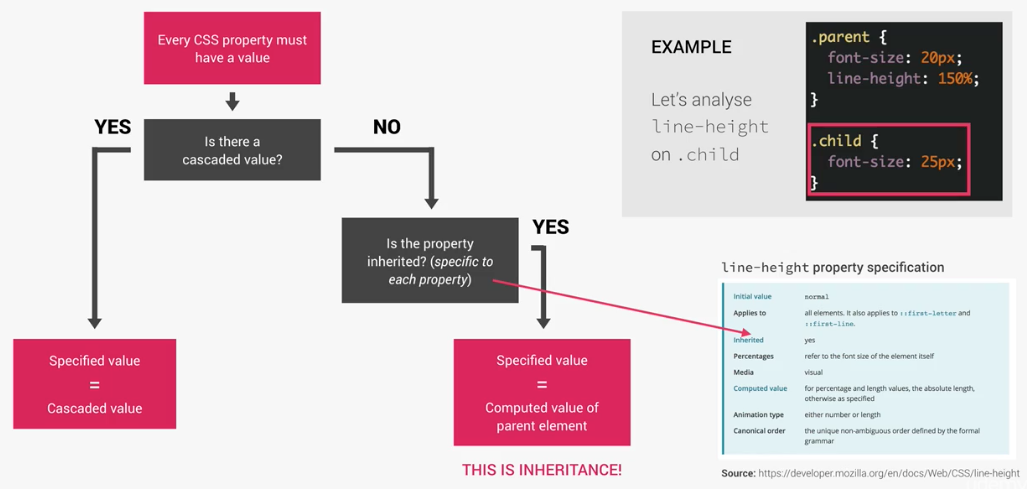 Every CSS property must
have a value
YES
Is there a
cascaded value?
NO
Is the property
inherited? (specific to
each property)
YES
Specified value
=
Cascaded value
Specified value
=
Computed value of
parent element
THIS IS INHERITANCE!
EXAMPLE
Let's analyse
line-height
on .child
.parent {
font-size: 20px;
line-height: 150%;
}
.child {
font-size: 25px;
}
line-height property specification
Initial value normal
Applies to all elements. It also applies to ::first-letter and
::first-line.
Inherited yes
Percentages refer to the font size of the element itself
Media visual
Computed value for percentage and length values, the absolute length,
otherwise as specified
Animation type either number or length
Canonical order the unique non-ambiguous order defined by the formal
grammar
Source: https://developer.mozilla.org/en/docs/Web/CSS/line-height